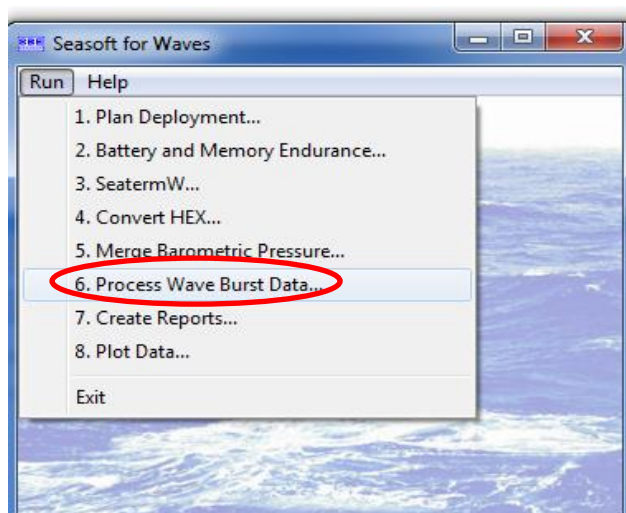 Seasoft for Waves
Run Help
1. Plan Deployment...
2. Battery and Memory Endurance...
3. SeatermW...
4. Convert HEX...
5. Merge Barometric Pressure...
6. Process Wave Burst Data...
7. Create Reports...
8. Plot Data...
Exit